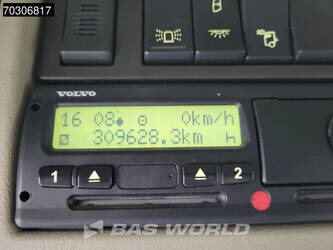 70306817
VOLVO
16 08 0km/h
309628.3km h
1 2
BAS WORLD